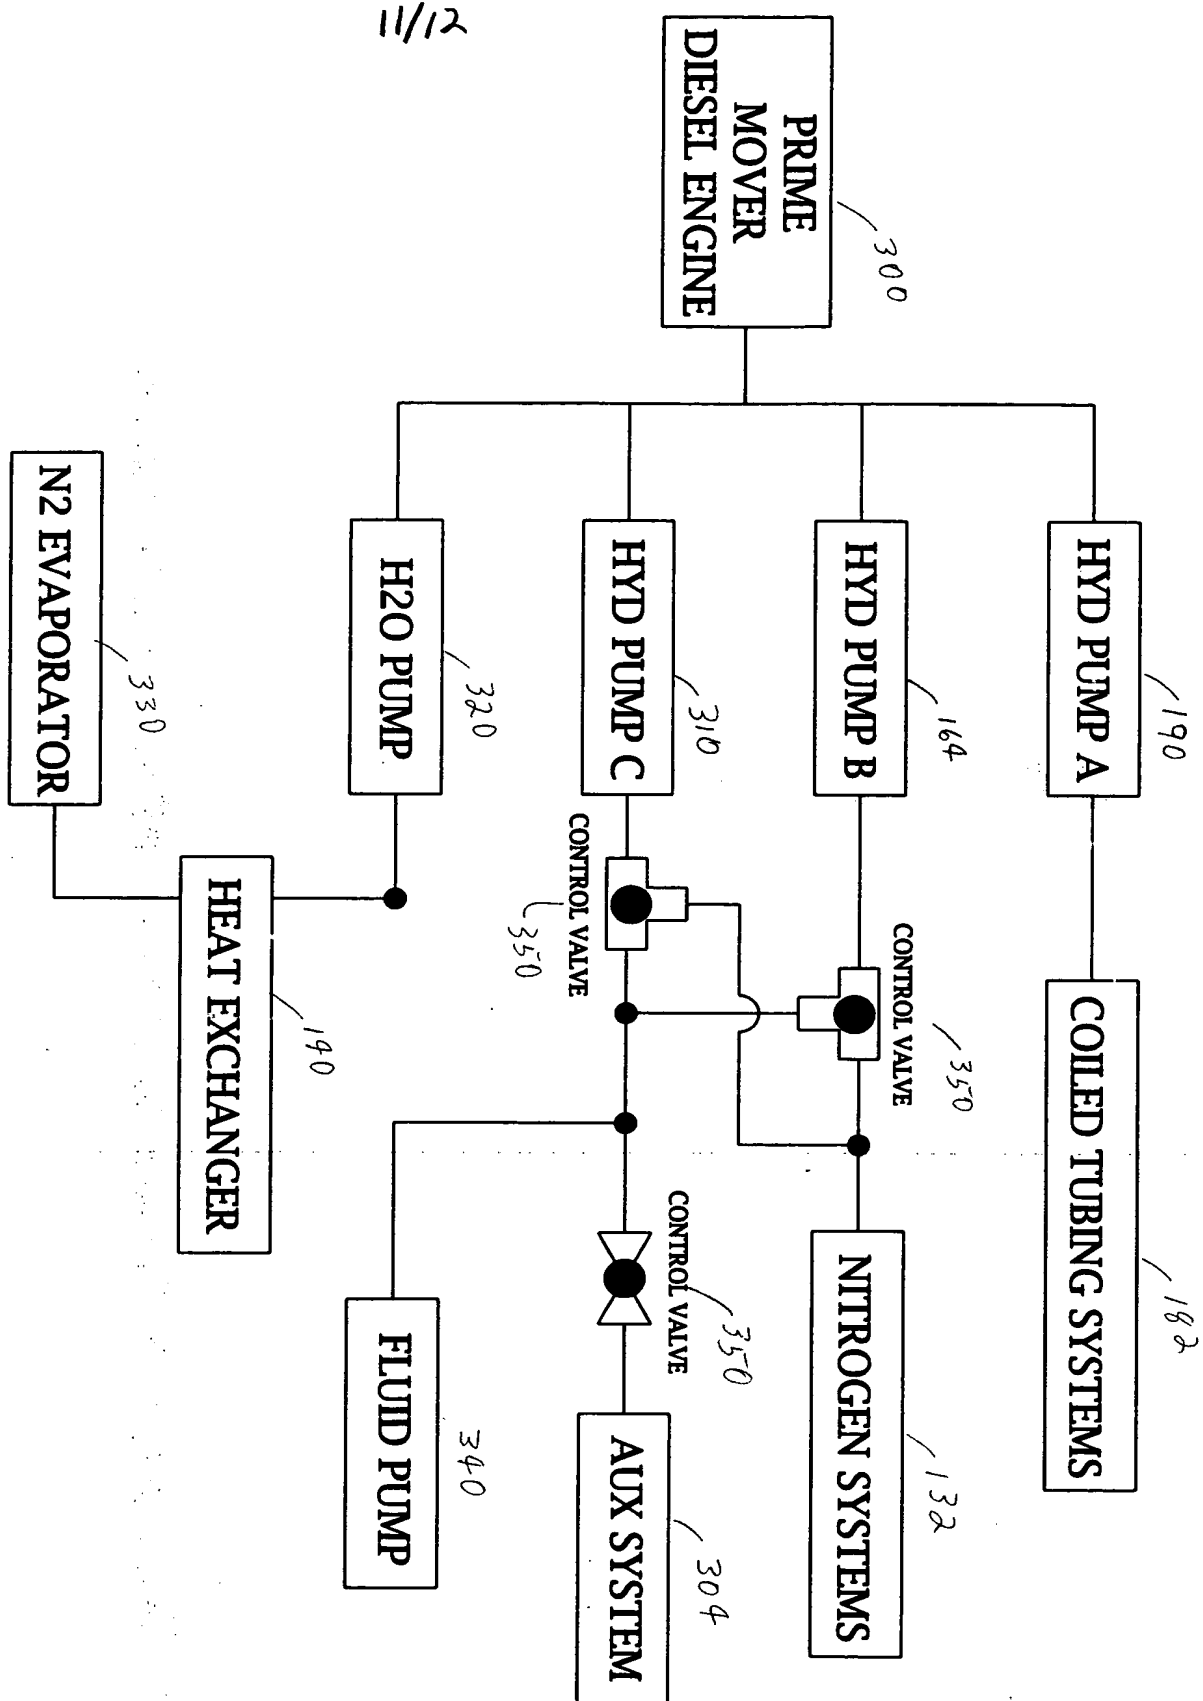 11/12
PRIME
MOVER
DIESEL ENGINE
300
HYD PUMP A
190
COILED TUBING SYSTEMS
182
HYD PUMP B
164
CONTROL VALVE
350
NITROGEN SYSTEMS
132
HYD PUMP C
310
CONTROL VALVE
350
CONTROL VALVE
350
AUX SYSTEM
304
H2O PUMP
320
FLUID PUMP
340
HEAT EXCHANGER
140
N2 EVAPORATOR
330